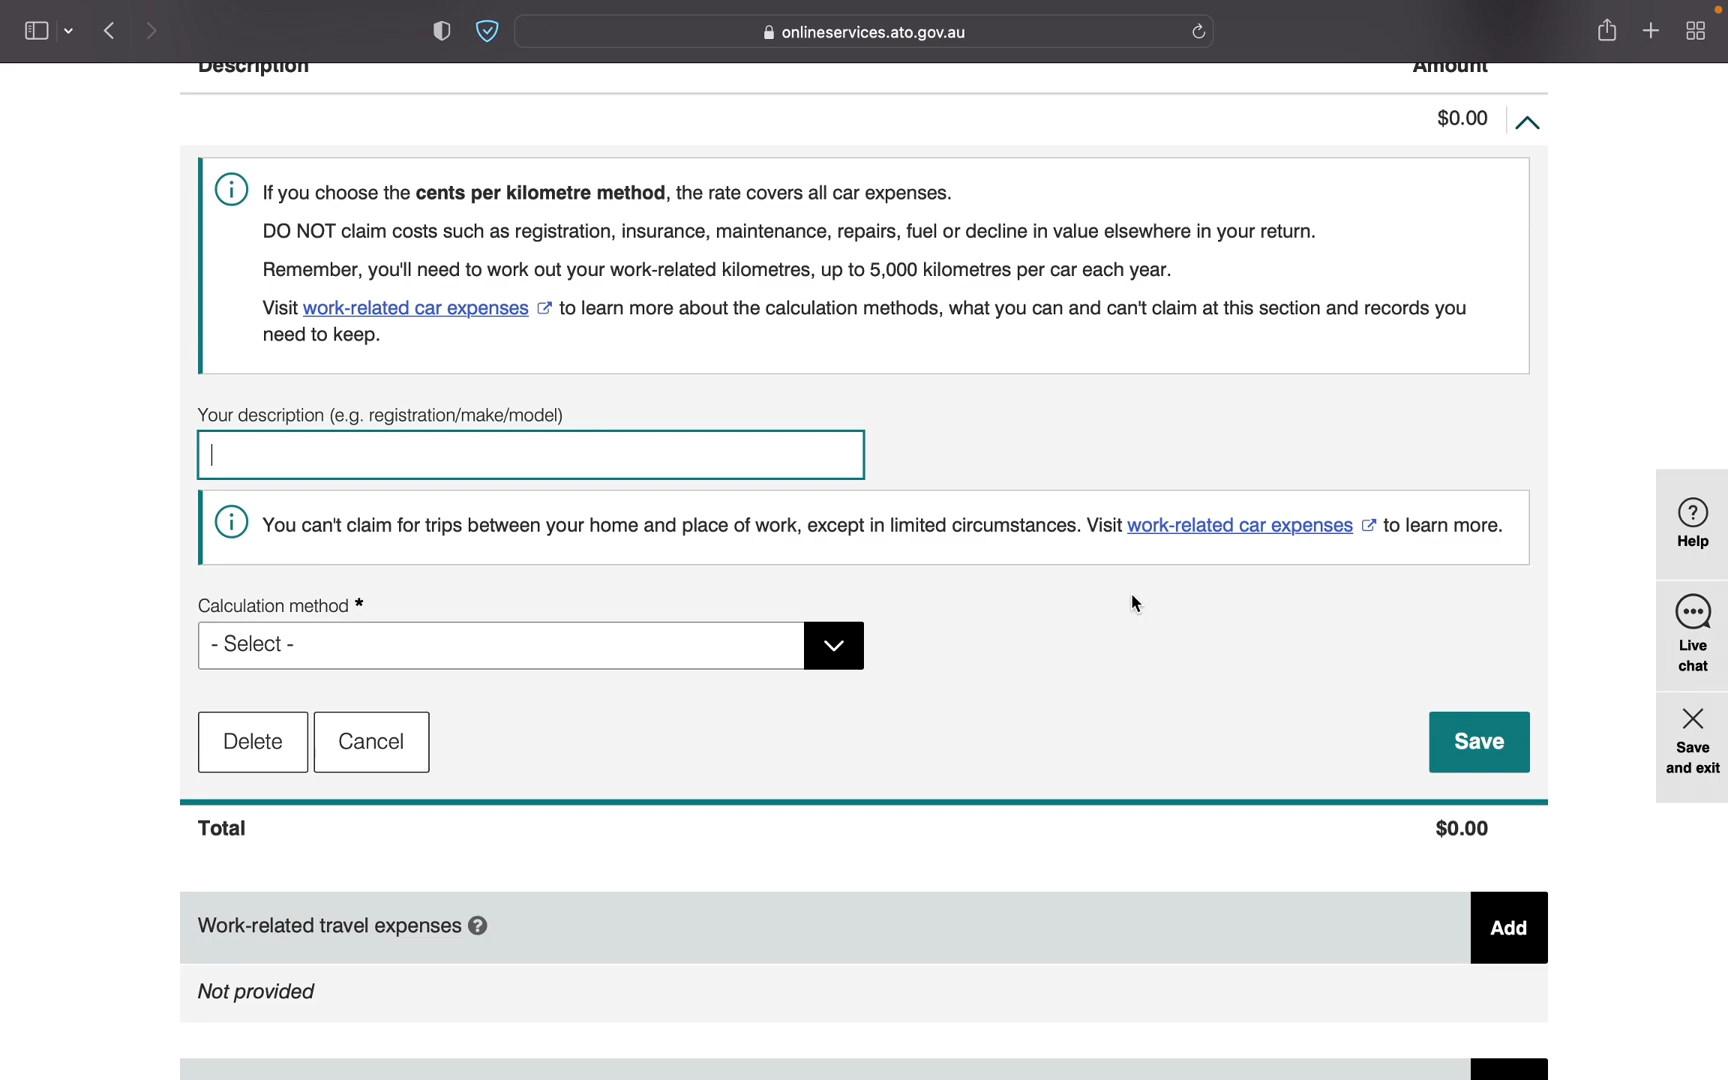 onlineservices.ato.gov.au
Description Amount
$0.00
If you choose the cents per kilometre method, the rate covers all car expenses.
DO NOT claim costs such as registration, insurance, maintenance, repairs, fuel or decline in value elsewhere in your return.
Remember, you'll need to work out your work-related kilometres, up to 5,000 kilometres per car each year.
Visit work-related car expenses to learn more about the calculation methods, what you can and can't claim at this section and records you
need to keep.
Your description (e.g. registration/make/model)
You can't claim for trips between your home and place of work, except in limited circumstances. Visit work-related car expenses to learn more.
Help
Calculation method *
- Select -
Live
chat
Delete Cancel Save
Save
and exit
Total $0.00
Work-related travel expenses ? Add
Not provided